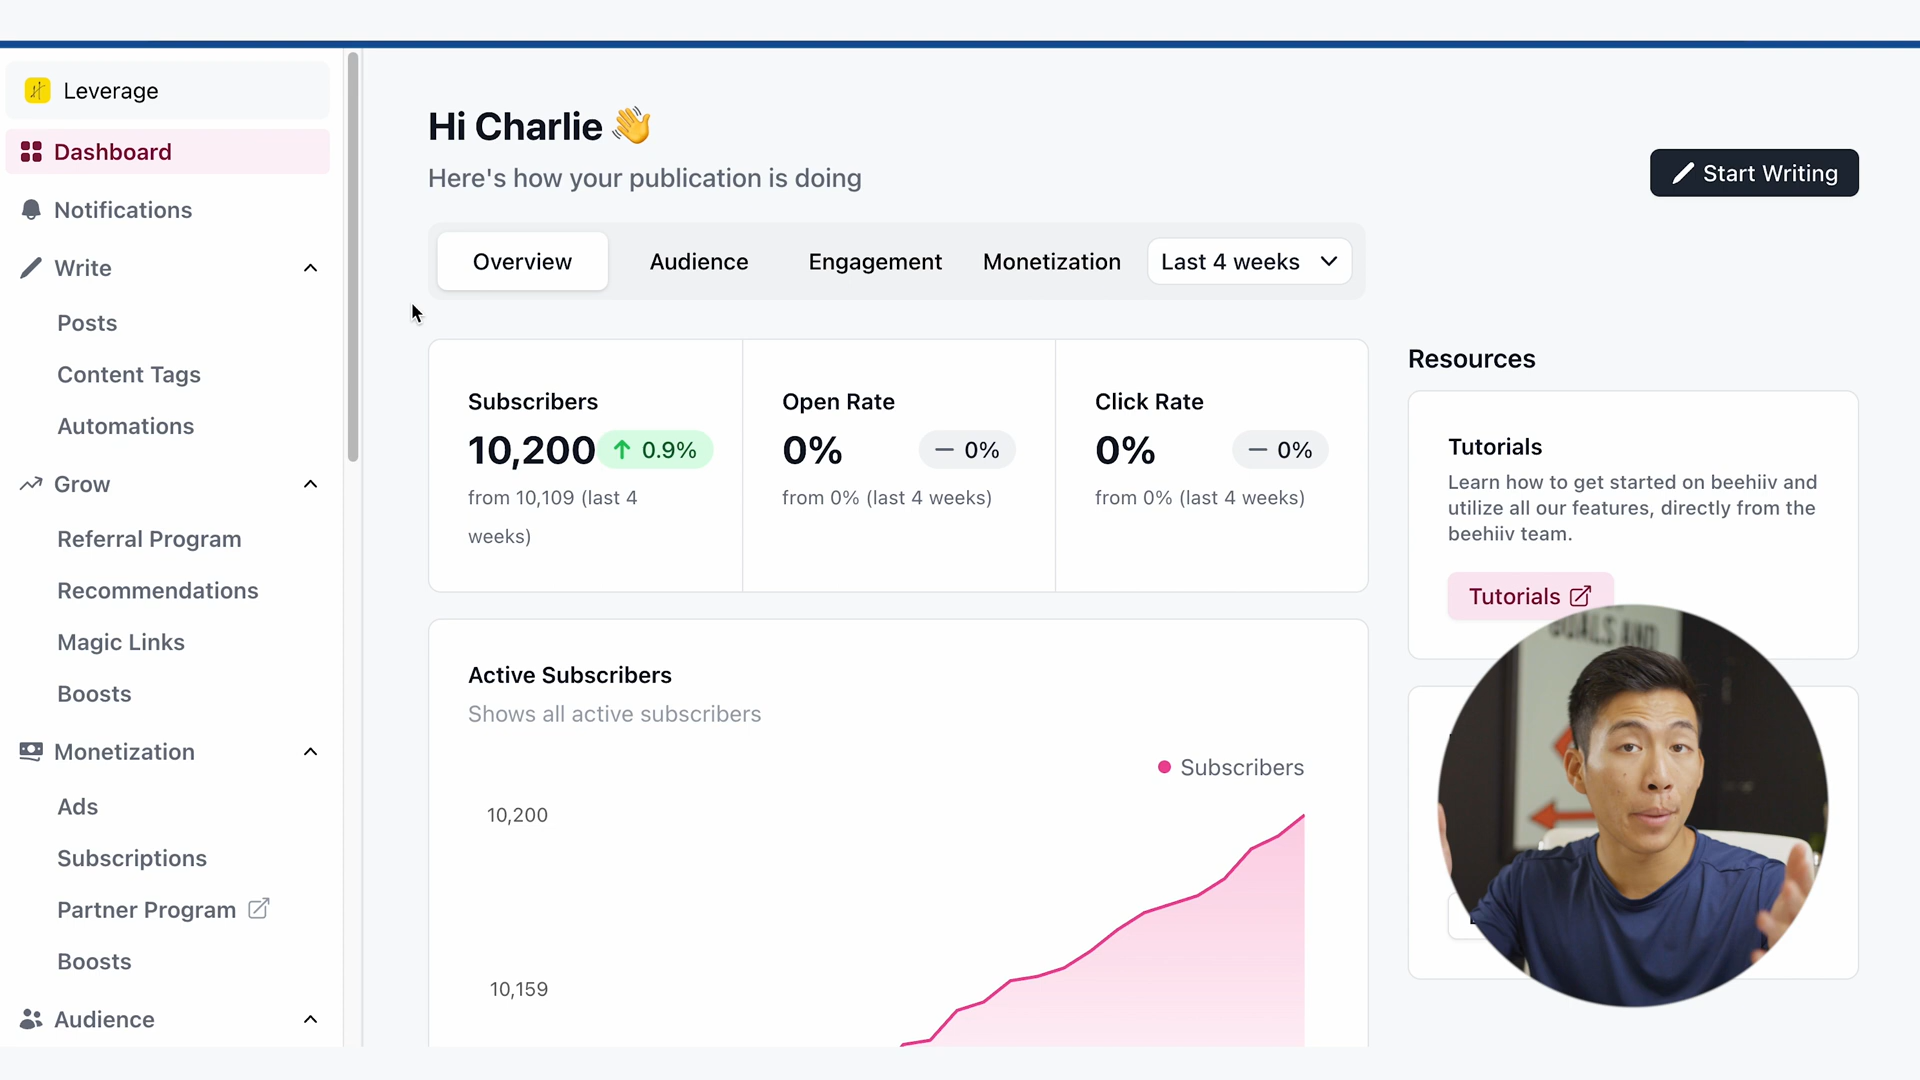 Leverage
Dashboard
Notifications
Write
Posts
Content Tags
Automations
Grow
Referral Program
Recommendations
Magic Links
Boosts
Monetization
Ads
Subscriptions
Partner Program
Boosts
Audience
Hi Charlie 👋
Here's how your publication is doing
Start Writing
Overview
Audience
Engagement
Monetization
Last 4 weeks
Subscribers
10,200
↑ 0.9%
from 10,109 (last 4
weeks)
Open Rate
0%
— 0%
from 0% (last 4 weeks)
Click Rate
0%
— 0%
from 0% (last 4 weeks)
Active Subscribers
Shows all active subscribers
Subscribers
10,200
10,159
Resources
Tutorials
Learn how to get started on beehiiv and
utilize all our features, directly from the
beehiiv team.
Tutorials
GOALS AND